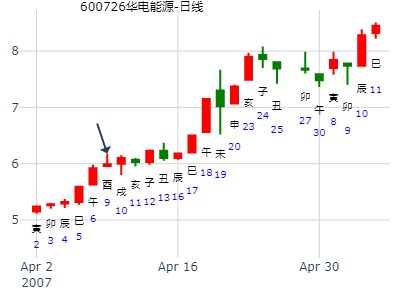 600726华电能源-日线
8
7
6
5
寅
2
卯
3
辰
4
巳
5
午
6
酉
9
戌
10
亥
11
子
12
丑
13
辰
16
巳
17
午
18
未
19
申
20
亥
23
子
24
丑
25
卯
27
午
30
寅
8
卯
9
辰
10
巳
11
Apr 2
2007
Apr 16
Apr 30